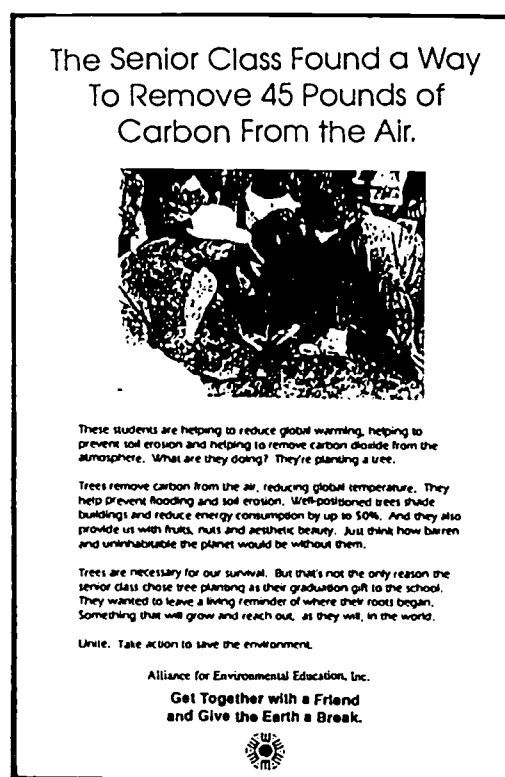 The Senior Class Found a Way
To Remove 45 Pounds of
Carbon From the Air.
These students are helping to reduce global warming, helping to
prevent soil erosion and helping to remove carbon dioxide from the
atmosphere. What are they doing? They're planting a tree.
Trees remove carbon from the air, reducing global temperature. They
help prevent flooding and soil erosion. Well-positioned trees shade
buildings and reduce energy consumption by up to 50%. And they also
provide us with fruits, nuts and aesthetic beauty. Just think how barren
and uninhabitable the planet would be without them.
Trees are necessary for our survival. But that's not the only reason the
senior class chose tree planting as their graduation gift to the school.
They wanted to leave a living reminder of where their roots began.
Something that will grow and reach out, as they will, in the world.
Unite. Take action to save the environment.
Alliance for Environmental Education, Inc.
Get Together with a Friend
and Give the Earth a Break.